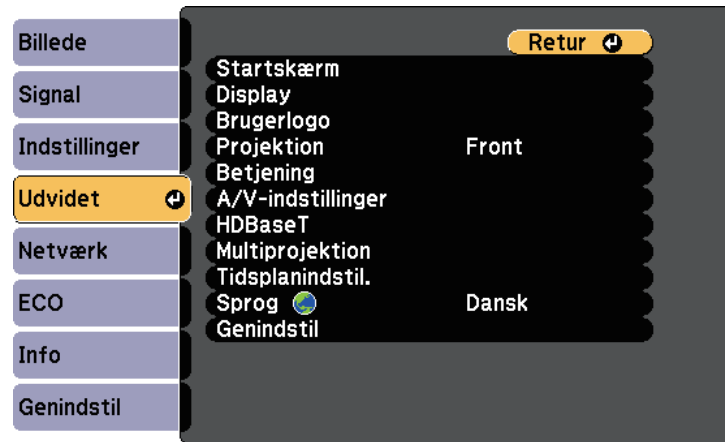 Billede
Signal
Indstillinger
Udvidet
Netværk
ECO
Info
Genindstil
Retur
Startskærm
Display
Brugerlogo
Projektion Front
Betjening
A/V-indstillinger
HDBaseT
Multiprojektion
Tidsplanindstil.
Sprog Dansk
Genindstil